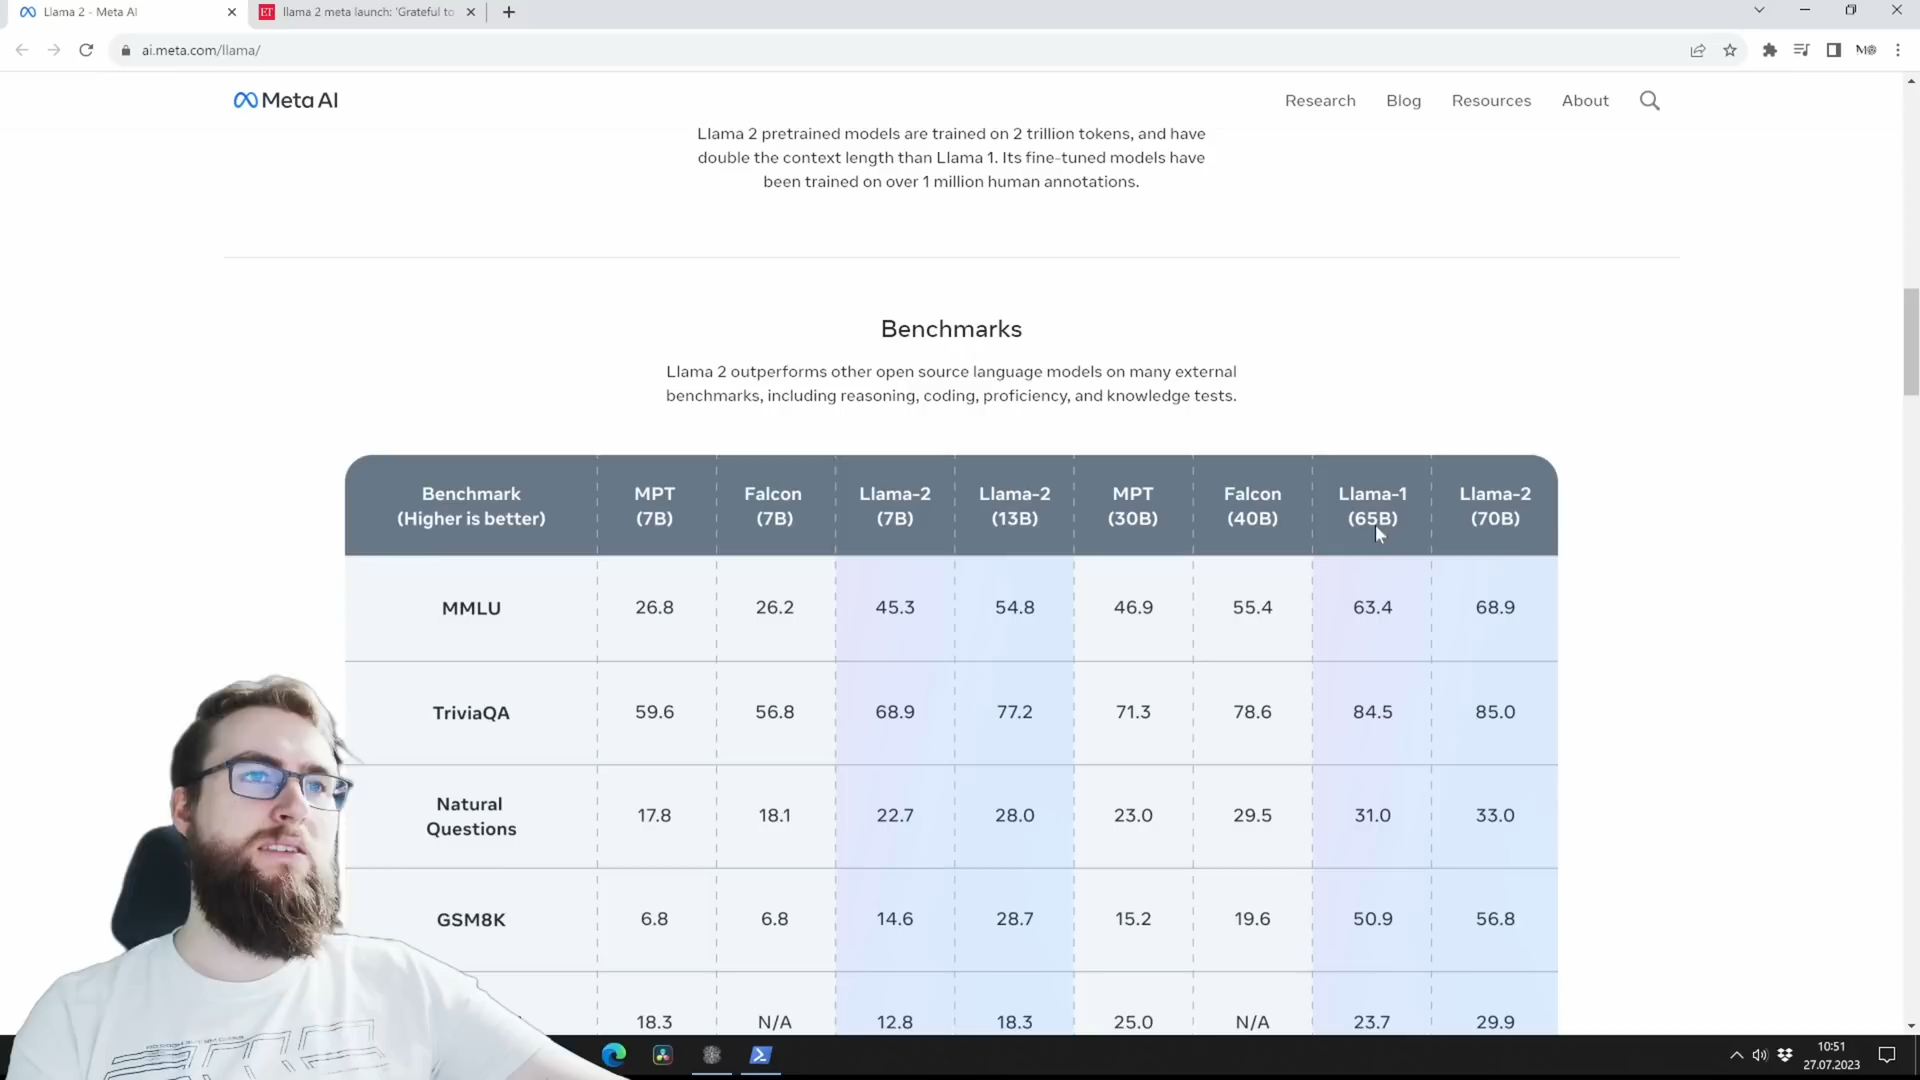 Llama 2 - Meta AI
ET llama 2 meta launch: 'Grateful to
ai.meta.com/llama/
Meta AI
Research Blog Resources About
Llama 2 pretrained models are trained on 2 trillion tokens, and have
double the context length than Llama 1. Its fine-tuned models have
been trained on over 1 million human annotations.
Benchmarks
Llama 2 outperforms other open source language models on many external
benchmarks, including reasoning, coding, proficiency, and knowledge tests.
Benchmark MPT Falcon Llama-2 Llama-2 MPT Falcon Llama-1 Llama-2
(Higher is better) (7B) (7B) (7B) (13B) (30B) (40B) (65B) (70B)
MMLU 26.8 26.2 45.3 54.8 46.9 55.4 63.4 68.9
TriviaQA 59.6 56.8 68.9 77.2 71.3 78.6 84.5 85.0
Natural
Questions 17.8 18.1 22.7 28.0 23.0 29.5 31.0 33.0
GSM8K 6.8 6.8 14.6 28.7 15.2 19.6 50.9 56.8
18.3 N/A 12.8 18.3 25.0 N/A 23.7 29.9
10:51
27.07.2023